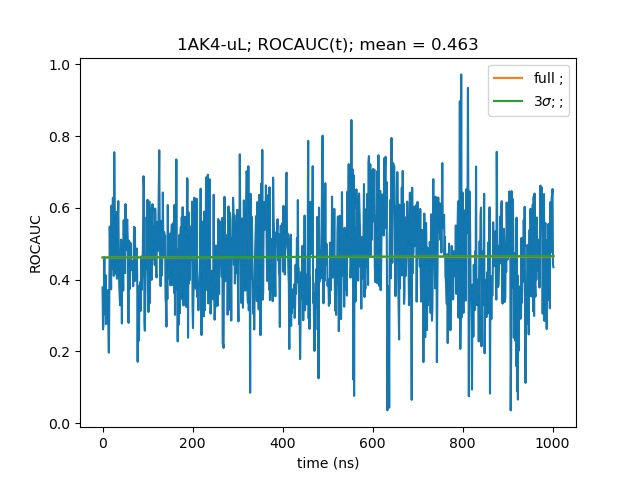 1AK4-uL; ROCAUC(t); mean = 0.463
1.0
0.8
0.6
0.4
0.2
0.0
ROCAUC
full ;
3σ; ;
0 200 400 600 800 1000
time (ns)